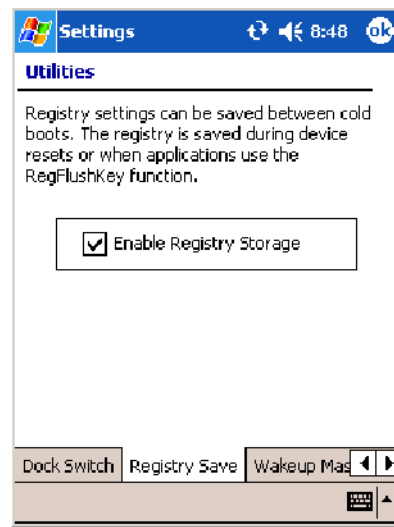 Settings 8:48 ok
Utilities
Registry settings can be saved between cold
boots. The registry is saved during device
resets or when applications use the
RegFlushKey function.
Enable Registry Storage
Dock Switch Registry Save Wakeup Mas